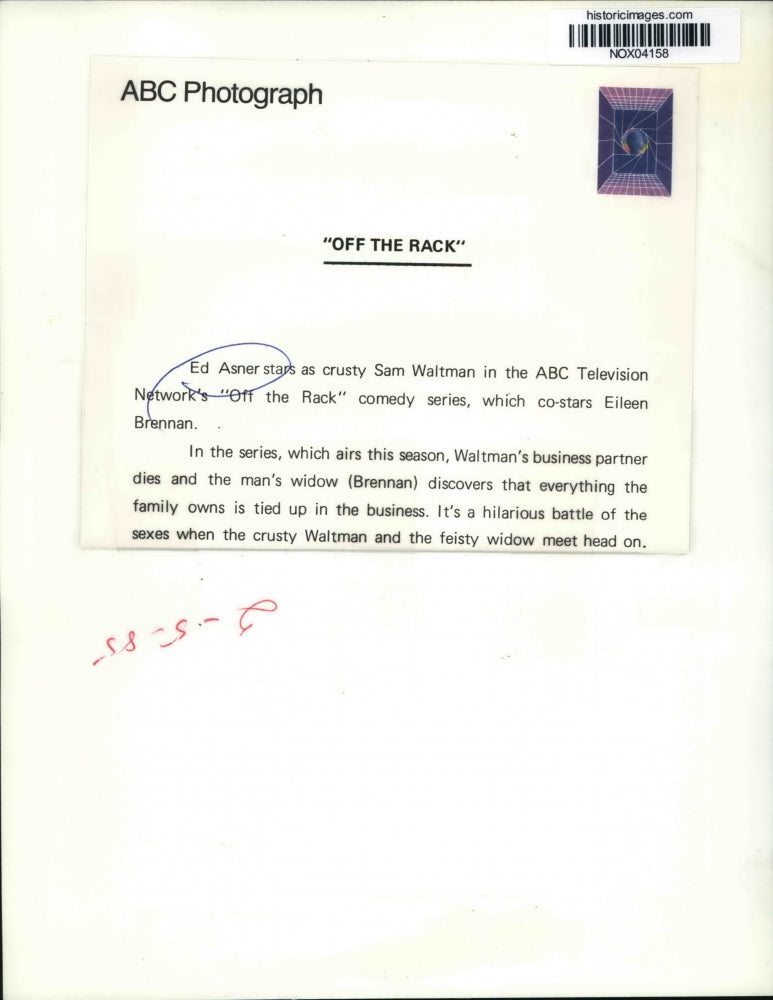 historicimages.com
NOX04158
ABC Photograph
"OFF THE RACK"
Ed Asner stars as crusty Sam Waltman in the ABC Television
Network's "Off the Rack" comedy series, which co-stars Eileen
Brennan.
In the series, which airs this season, Waltman's business partner
dies and the man's widow (Brennan) discovers that everything the
family owns is tied up in the business. It's a hilarious battle of the
sexes when the crusty Waltman and the feisty widow meet head on.
2-5-85